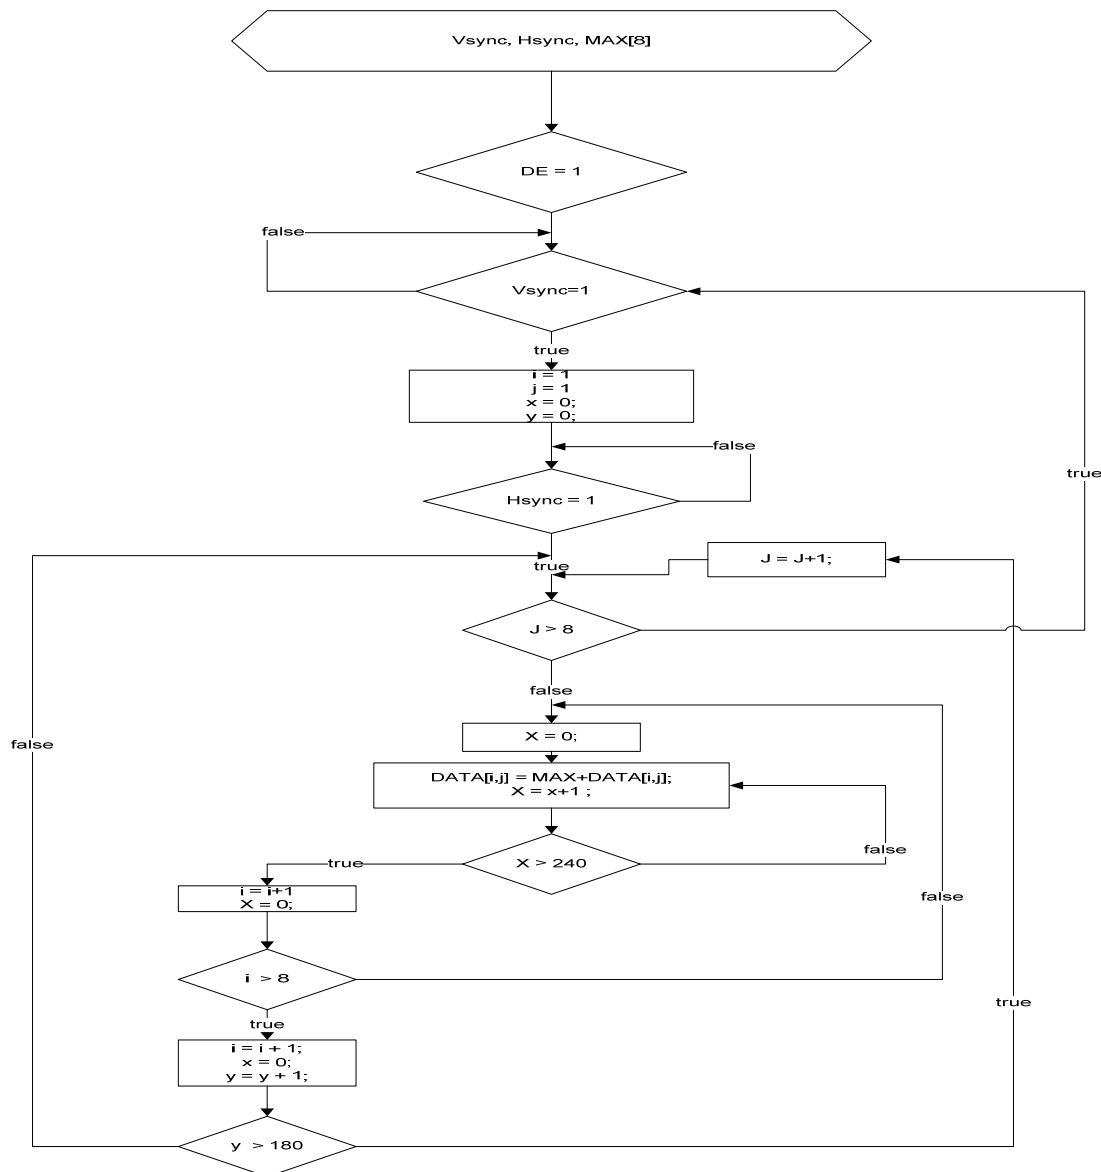 Vsync, Hsync, MAX[8]
DE = 1
false
Vsync=1
true
i = 1
j = 1
x = 0;
y = 0;
false
Hsync = 1
true
true
J = J+1;
J > 8
false
X = 0;
false
DATA[i,j] = MAX+DATA[i,j];
X = x+1 ;
false
X > 240
true
i = i+1
X = 0;
false
i > 8
true
true
i = i + 1;
x = 0;
y = y + 1;
y > 180